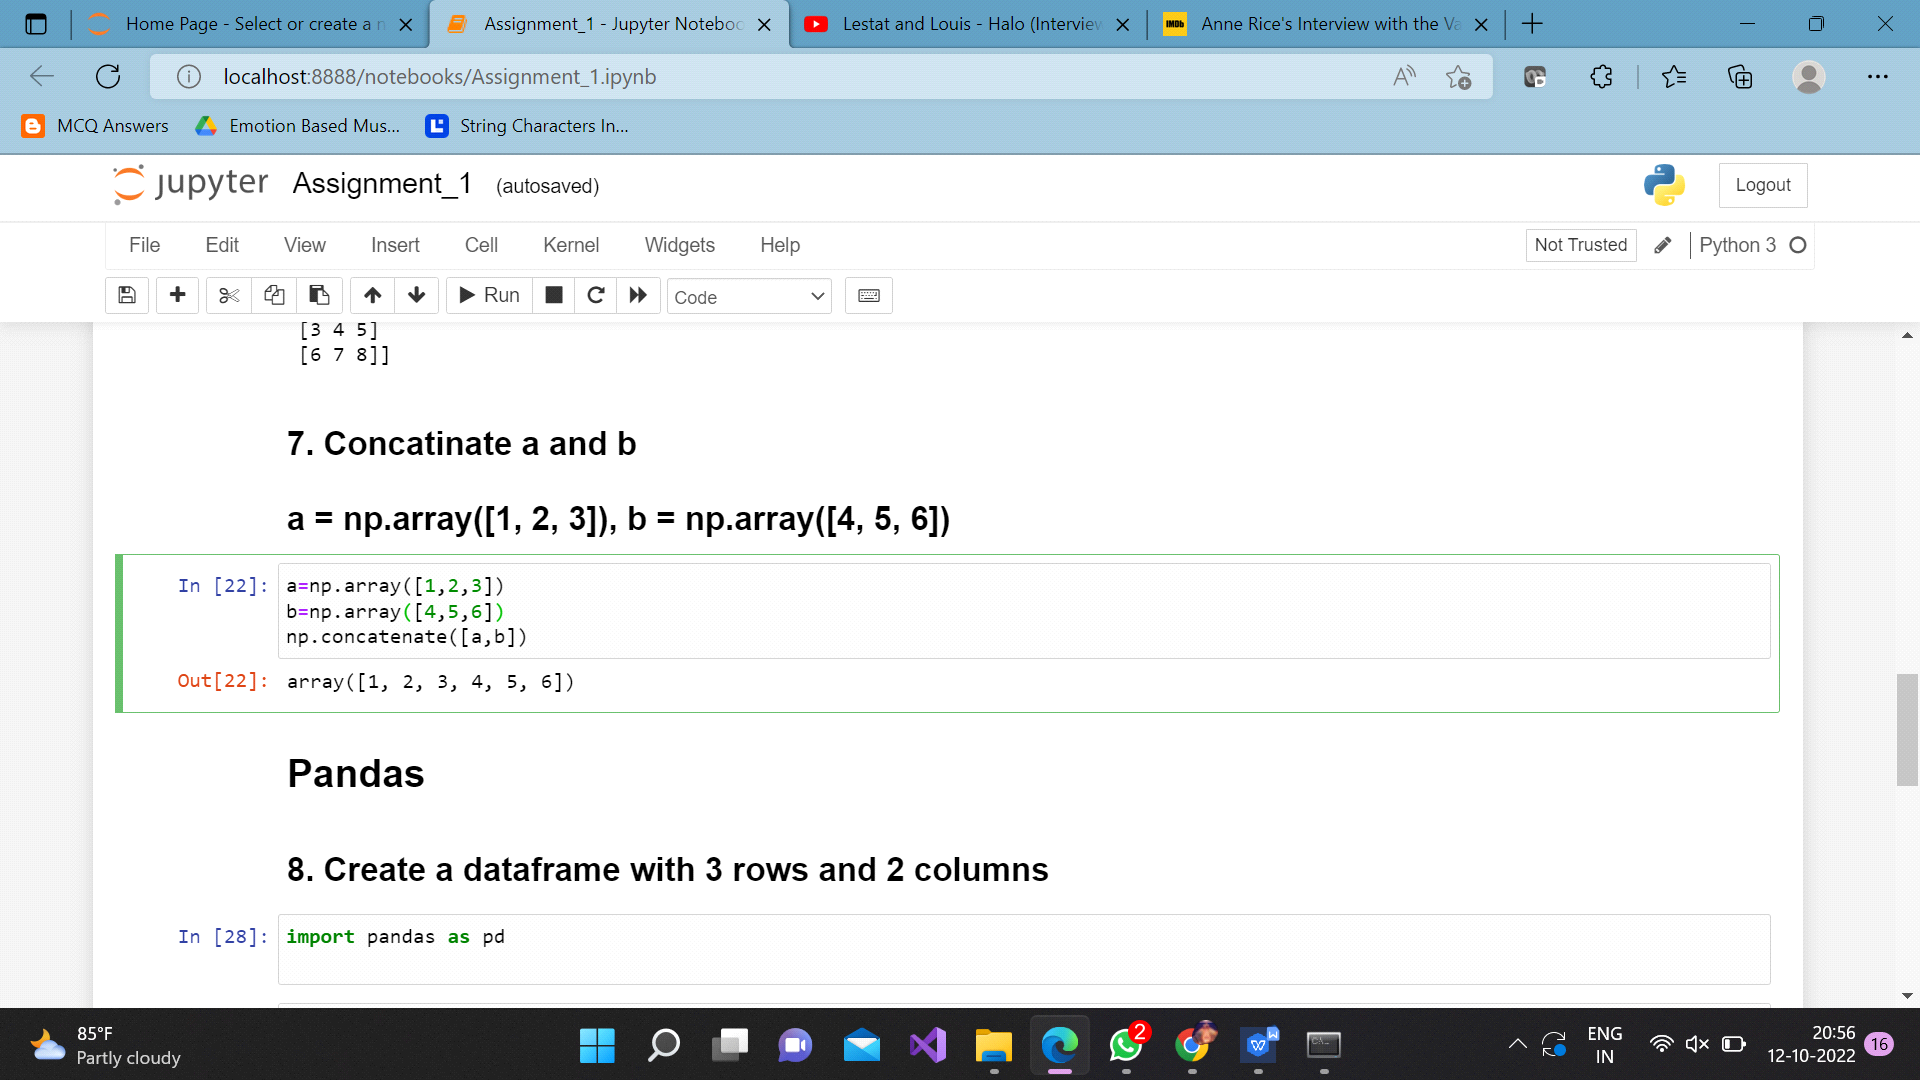 Home Page - Select or create a n
Assignment_1 - Jupyter Noteboo
Lestat and Louis - Halo (Interview
IMDb
Anne Rice's Interview with the Va
localhost:8888/notebooks/Assignment_1.ipynb
MCQ Answers
Emotion Based Mus...
String Characters In...
jupyter Assignment_1 (autosaved)
Logout
File Edit View Insert Cell Kernel Widgets Help
Not Trusted
Python 3
Run
Code
[3 4 5]
[6 7 8]]
7. Concatinate a and b
a = np.array([1, 2, 3]), b = np.array([4, 5, 6])
In [22]:
a=np.array([1,2,3])
b=np.array([4,5,6])
np.concatenate([a,b])
Out[22]: array([1, 2, 3, 4, 5, 6])
Pandas
8. Create a dataframe with 3 rows and 2 columns
In [28]: import pandas as pd
85°F
Partly cloudy
2
ENG
IN
20:56
12-10-2022
16